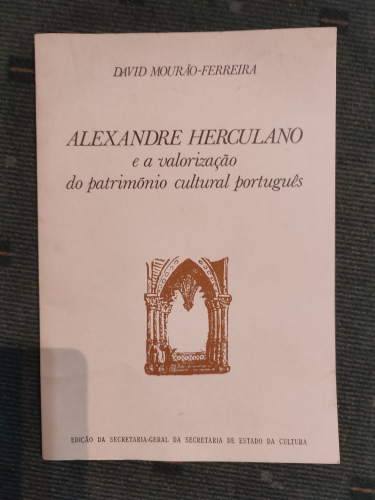 DAVID MOURÃO-FERREIRA
ALEXANDRE HERCULANO
e a valorização
do património cultural português
EDIÇÃO DA SECRETARIA-GERAL DA SECRETARIA DE ESTADO DA CULTURA